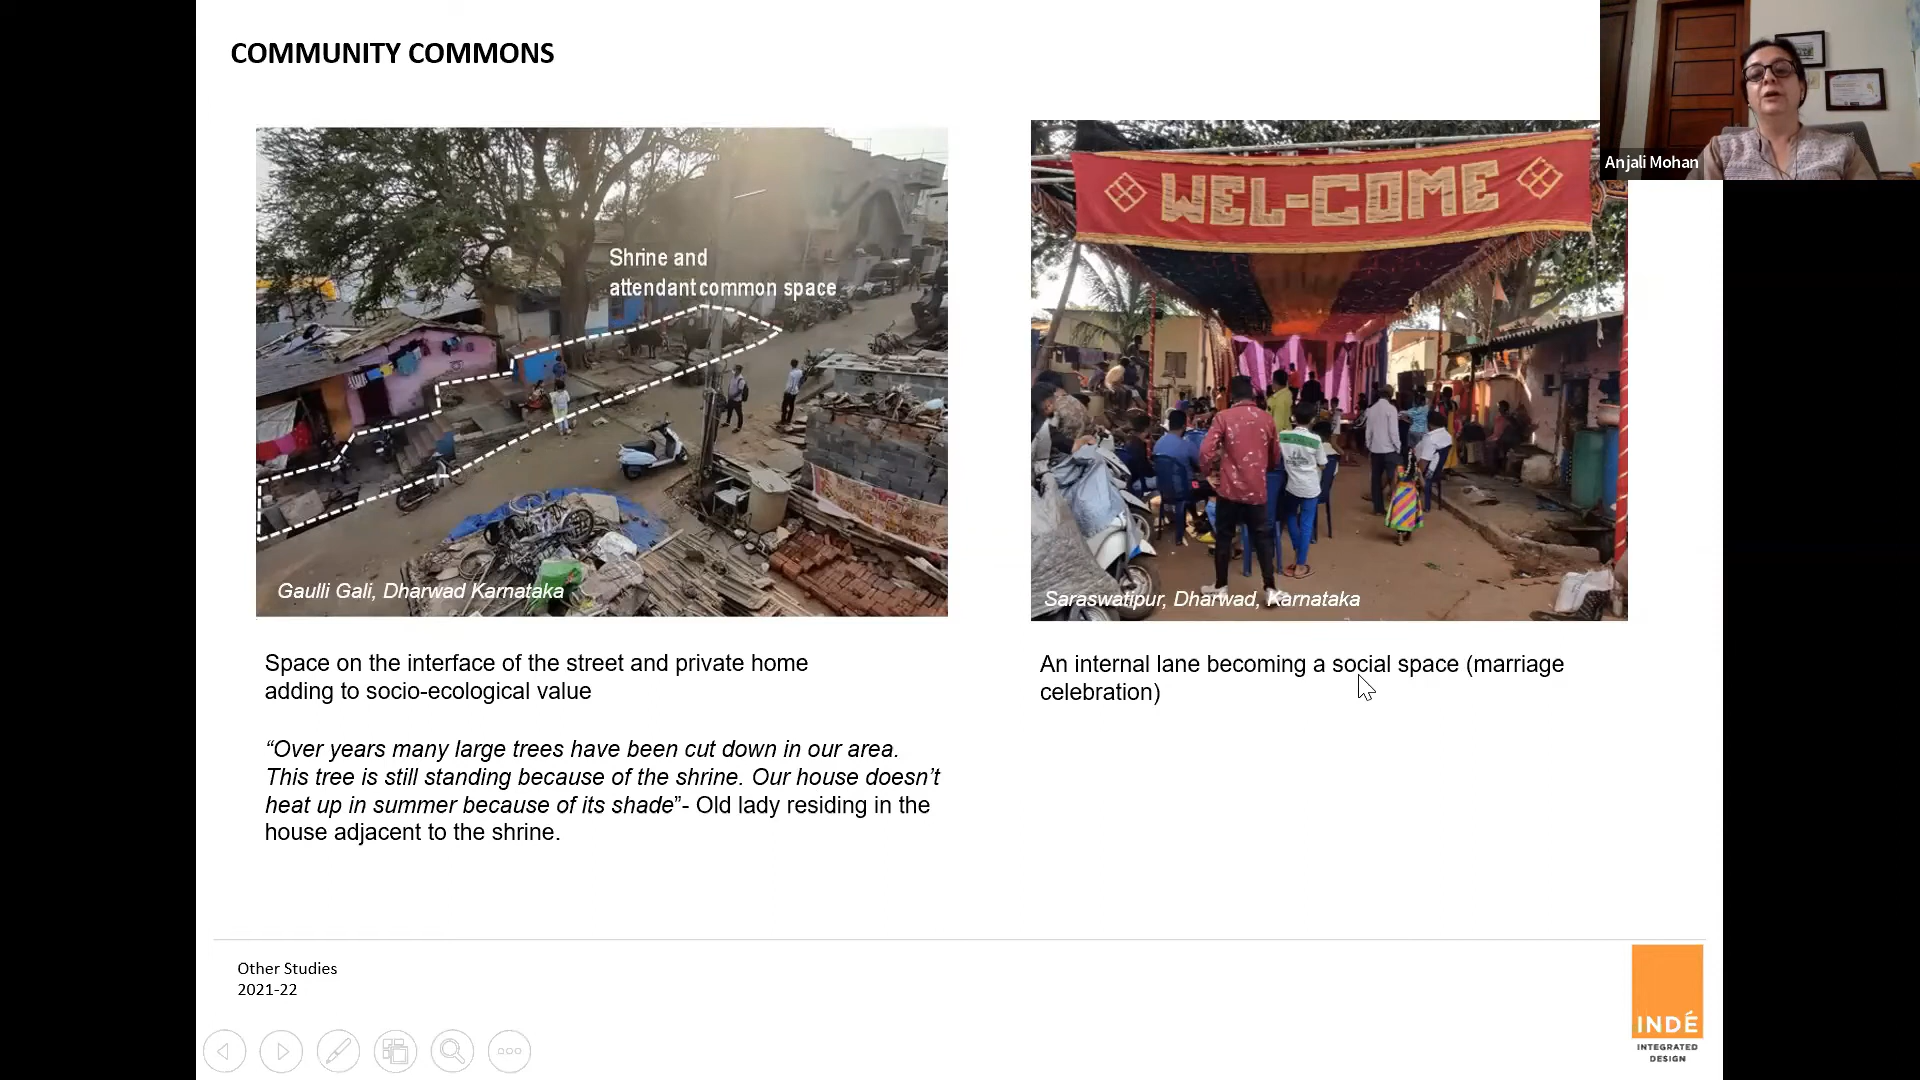 COMMUNITY COMMONS
Anjali Mohan
Shrine and
attendant common space
Gaulli Gali, Dharwad Karnataka
WEL-COME
Saraswatipur, Dharwad, Karnataka
Space on the interface of the street and private home
adding to socio-ecological value
“Over years many large trees have been cut down in our area.
This tree is still standing because of the shrine. Our house doesn’t
heat up in summer because of its shade”- Old lady residing in the
house adjacent to the shrine.
An internal lane becoming a social space (marriage
celebration)
Other Studies
2021-22
INDÉ
INTEGRATED
DESIGN